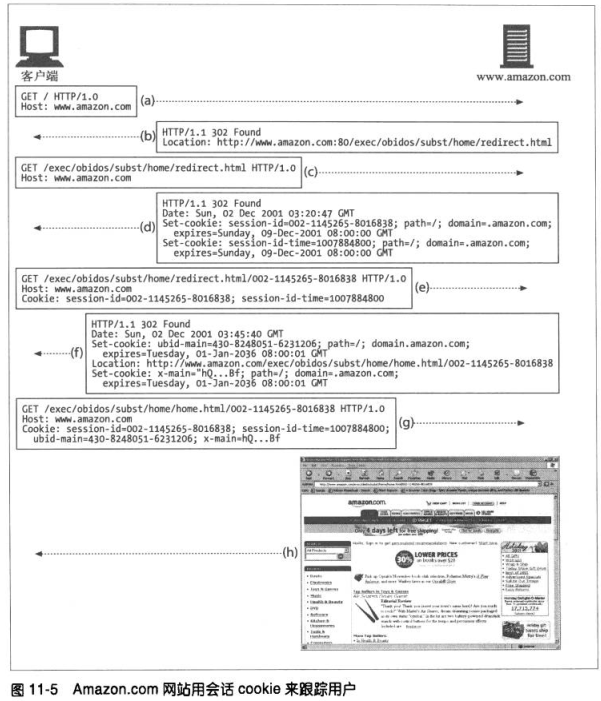 客户端
www.amazon.com
GET / HTTP/1.0
Host: www.amazon.com
(a)
(b)
HTTP/1.1 302 Found
Location: http://www.amazon.com:80/exec/obidos/subst/home/redirect.html
GET /exec/obidos/subst/home/redirect.html HTTP/1.0
Host: www.amazon.com
(c)
(d)
HTTP/1.1 302 Found
Date: Sun, 02 Dec 2001 03:20:47 GMT
Set-cookie: session-id=002-1145265-8016838; path=/; domain=.amazon.com;
expires=Sunday, 09-Dec-2001 08:00:00 GMT
Set-cookie: session-id-time=1007884800; path=/; domain=.amazon.com;
expires=Sunday, 09-Dec-2001 08:00:00 GMT
GET /exec/obidos/subst/home/redirect.html/002-1145265-8016838 HTTP/1.0
Host: www.amazon.com
Cookie: session-id=002-1145265-8016838; session-id-time=1007884800
(e)
(f)
HTTP/1.1 302 Found
Date: Sun, 02 Dec 2001 03:45:40 GMT
Set-cookie: ubid-main=430-8248051-6231206; path=/; domain.amazon.com;
expires=Tuesday, 01-Jan-2036 08:00:01 GMT
Location: http://www.amazon.com/exec/obidos/subst/home/home.html/002-1145265-8016838
Set-cookie: x-main="hQ...Bf; path=/; domain=.amazon.com;
expires=Tuesday, 01-Jan-2036 08:00:01 GMT
GET /exec/obidos/subst/home/home.html/002-1145265-8016838 HTTP/1.0
Host: www.amazon.com
Cookie: session-id=002-1145265-8016838; session-id-time=1007884800;
ubid-main=430-8248051-6231206; x-main=hQ...Bf
(g)
(h)
amazon.com
4 days left for free shipping!
30%
LOWER PRICES
on books over $20
图 11-5 Amazon.com 网站用会话 cookie 来跟踪用户